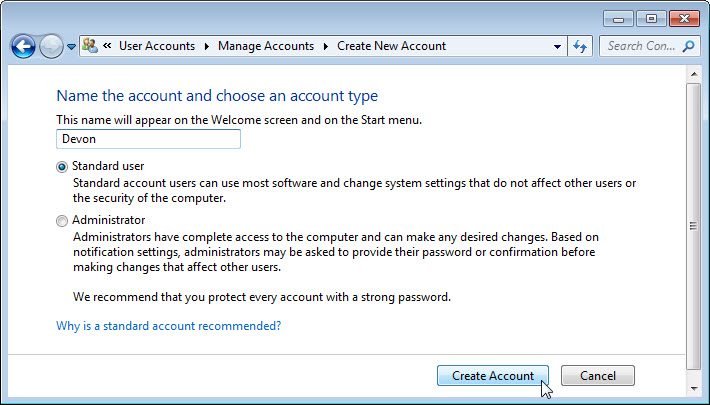 « User Accounts Manage Accounts Create New Account Search Con...
Name the account and choose an account type
This name will appear on the Welcome screen and on the Start menu.
Devon
Standard user
Standard account users can use most software and change system settings that do not affect other users or
the security of the computer.
Administrator
Administrators have complete access to the computer and can make any desired changes. Based on
notification settings, administrators may be asked to provide their password or confirmation before
making changes that affect other users.
We recommend that you protect every account with a strong password.
Why is a standard account recommended?
Create Account Cancel